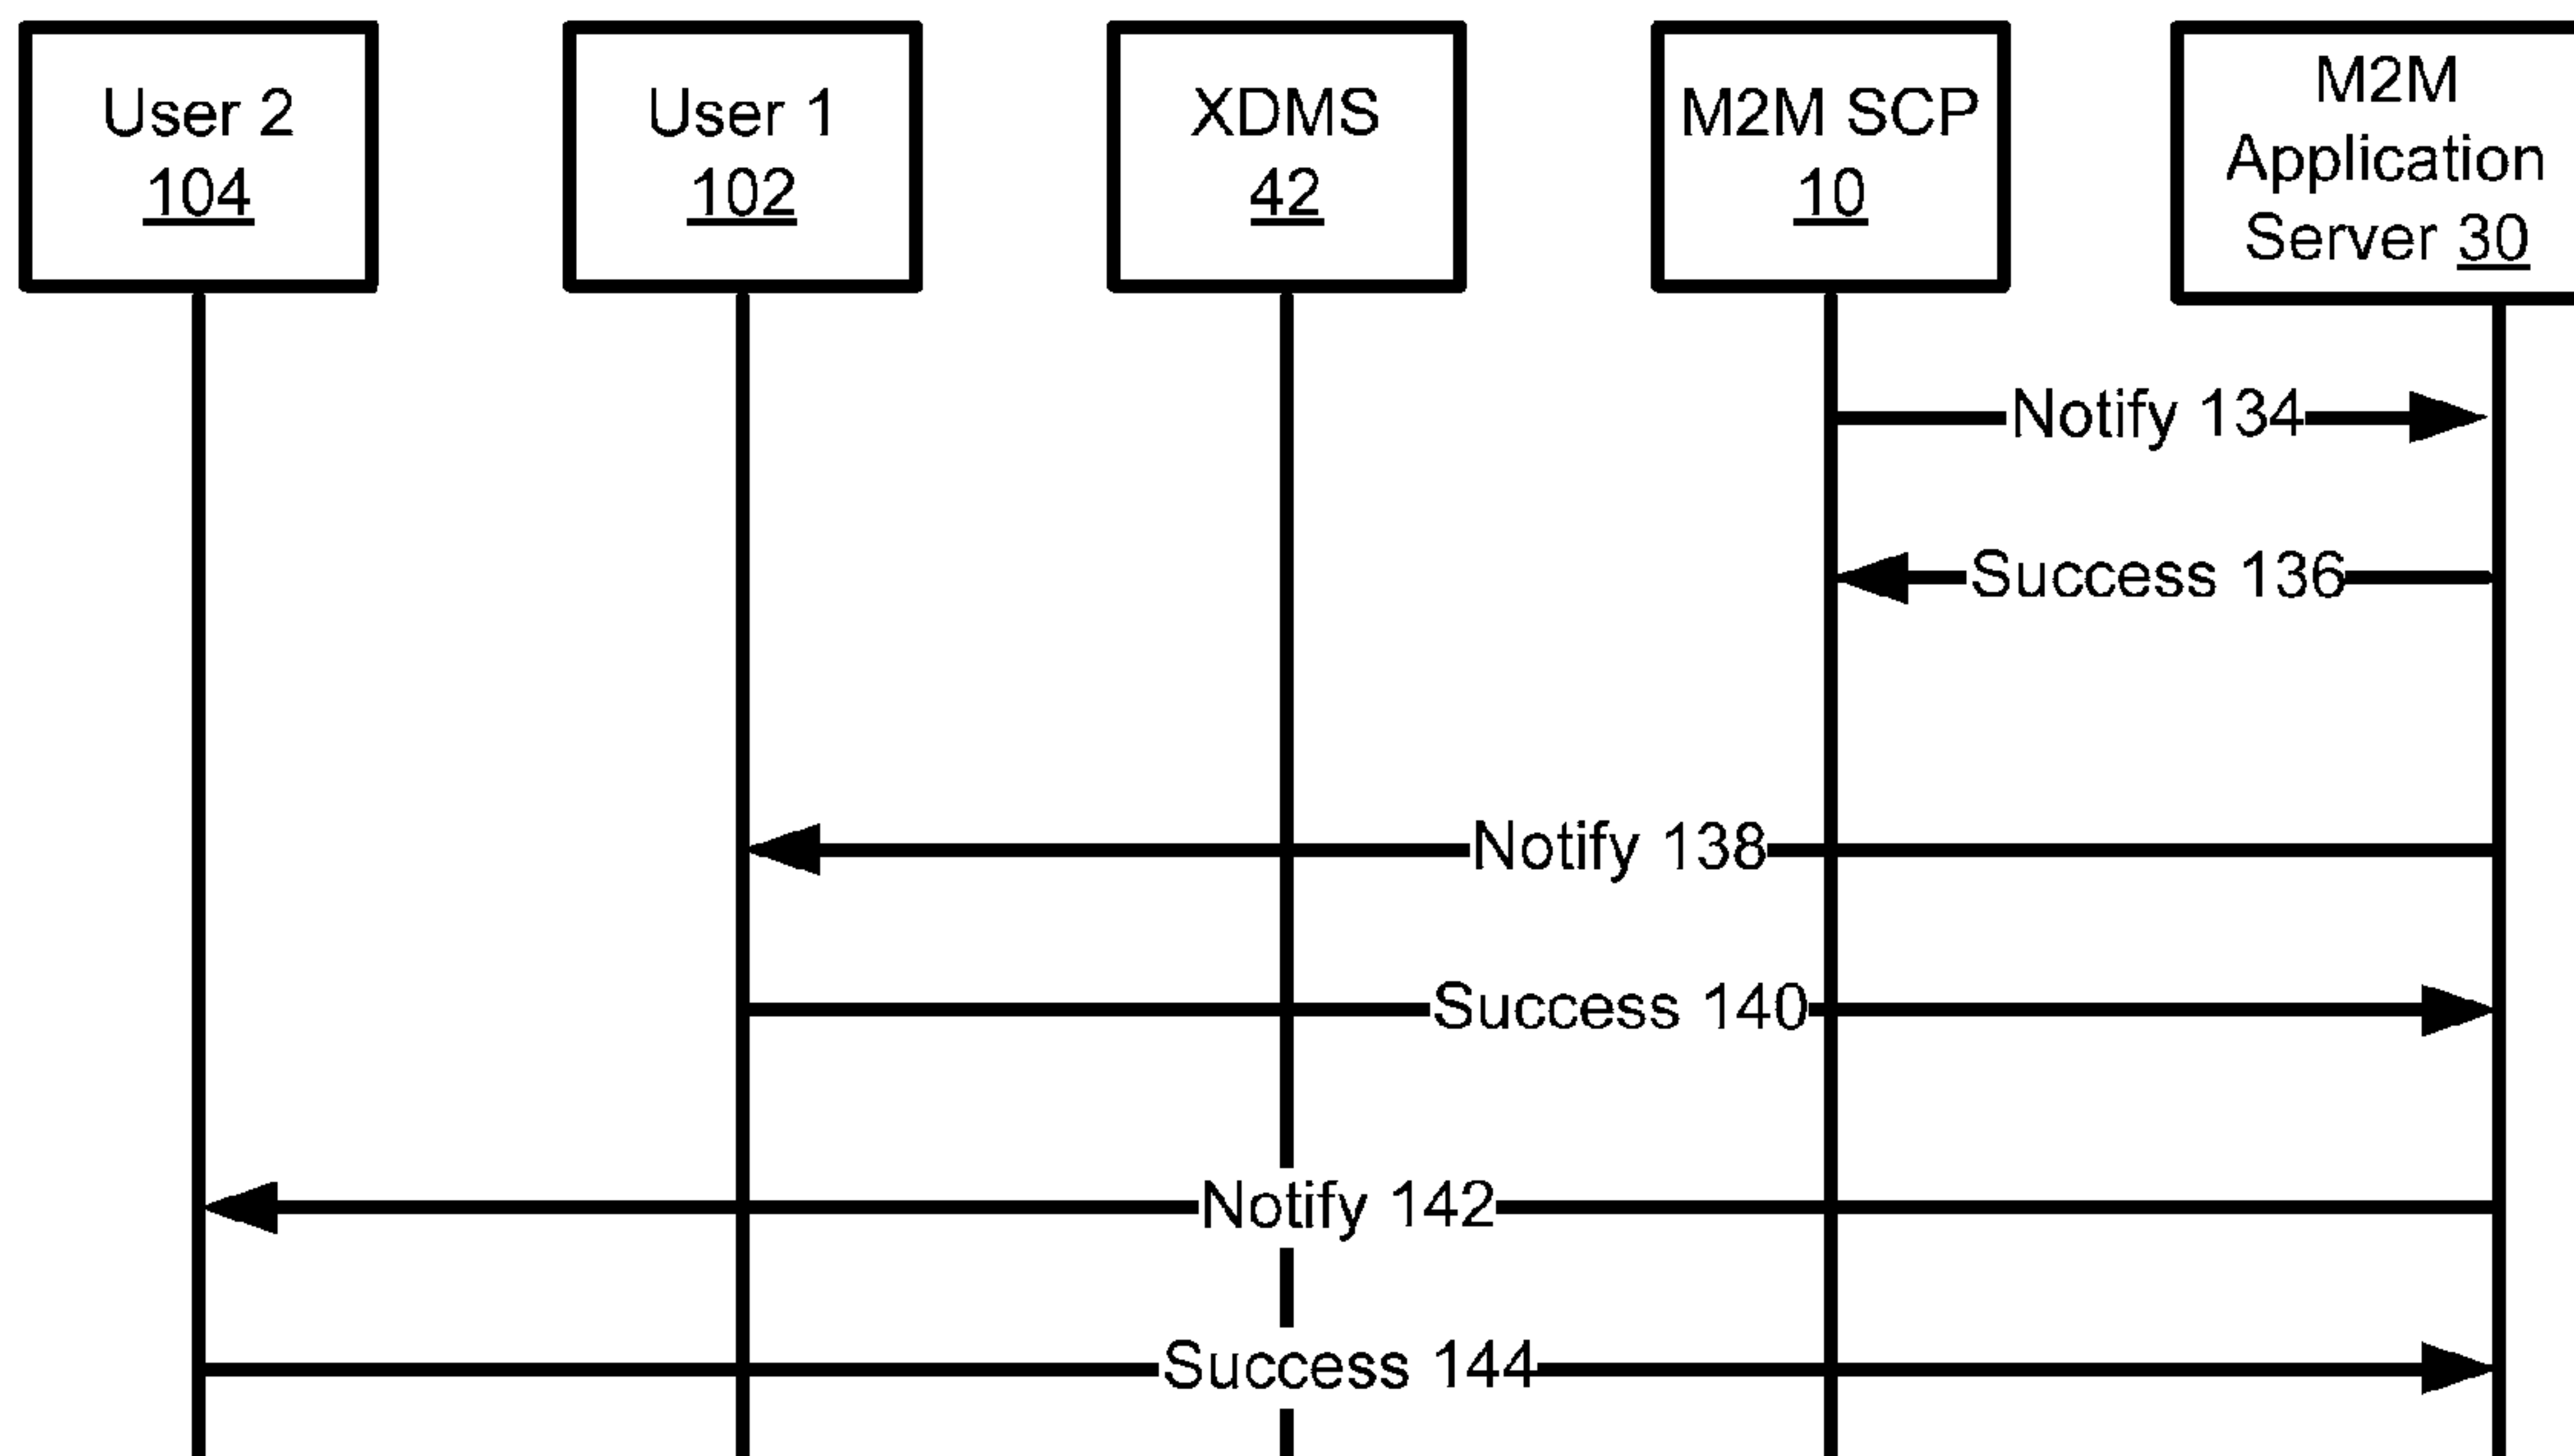 User 2
104
User 1
102
XDMS
42
M2M SCP
10
M2M
Application
Server 30
Notify 134
Success 136
Notify 138
Success 140
Notify 142
Success 144